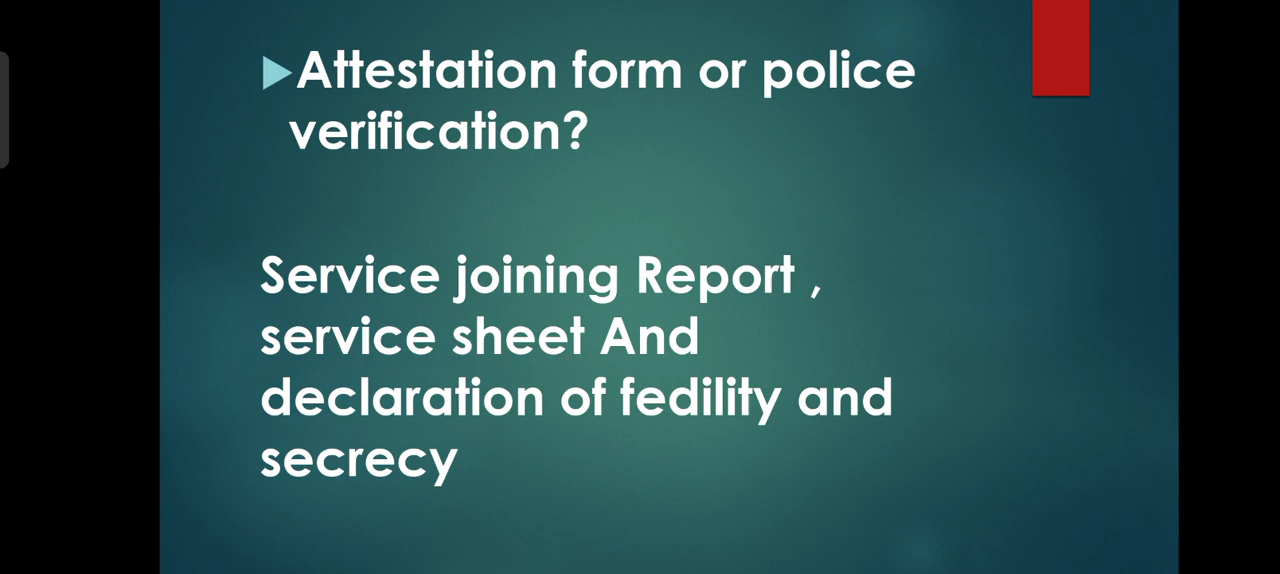 Attestation form or police
verification?
Service joining Report ,
service sheet And
declaration of fedility and
secrecy